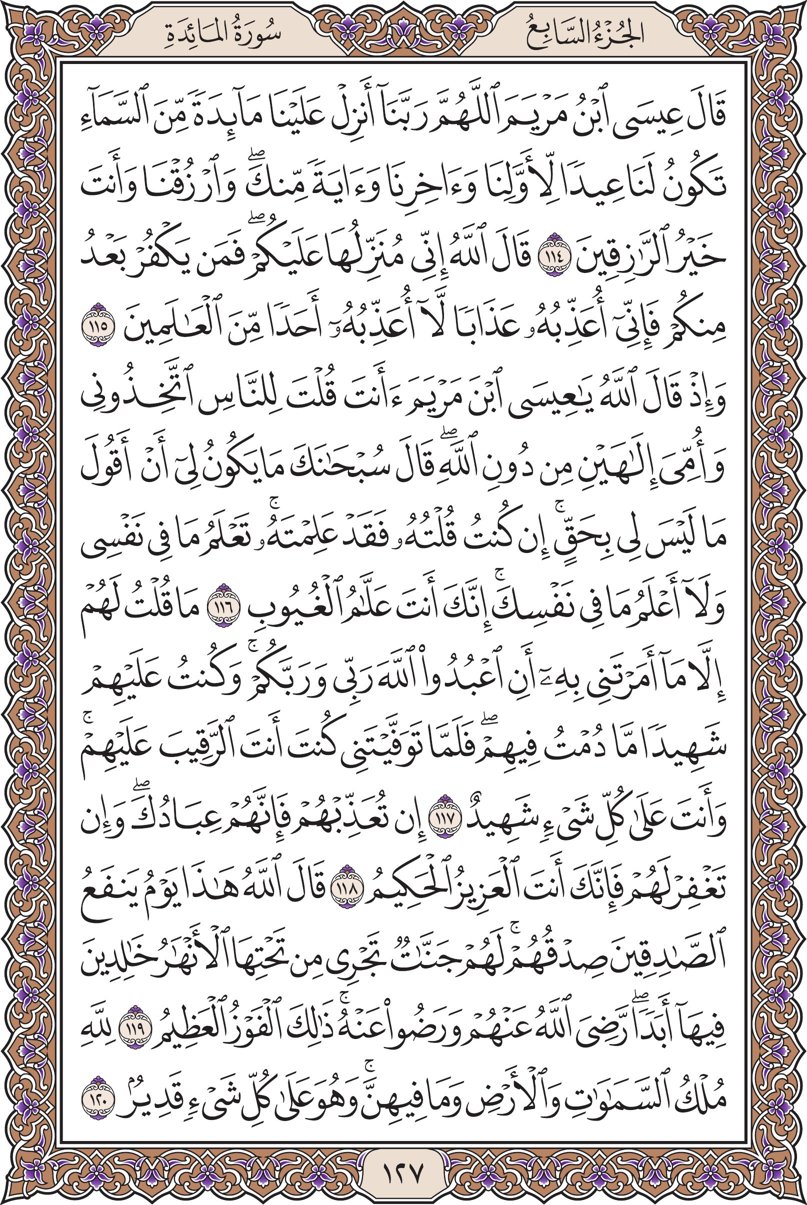 الجُزْءُ السَّابِعُ
سُورَةُ المَائِدَةِ
قَالَ عِيسَى ٱبْنُ مَرْيَمَ ٱللَّهُمَّ رَبَّنَآ أَنزِلْ عَلَيْنَا مَآئِدَةً مِّنَ ٱلسَّمَآءِ
تَكُونُ لَنَا عِيدًا لِّأَوَّلِنَا وَءَاخِرِنَا وَءَايَةً مِّنكَۖ وَٱرْزُقْنَا وَأَنتَ
خَيْرُ ٱلرَّٰزِقِينَ ١١٤ قَالَ ٱللَّهُ إِنِّى مُنَزِّلُهَا عَلَيْكُمْۖ فَمَن يَكْفُرْ بَعْدُ
مِنكُمْ فَإِنِّىٓ أُعَذِّبُهُۥ عَذَابًا لَّآ أُعَذِّبُهُۥٓ أَحَدًا مِّنَ ٱلْعَٰلَمِينَ ١١٥
وَإِذْ قَالَ ٱللَّهُ يَٰعِيسَى ٱبْنَ مَرْيَمَ ءَأَنتَ قُلْتَ لِلنَّاسِ ٱتَّخِذُونِى
وَأُمِّىَ إِلَٰهَيْنِ مِن دُونِ ٱللَّهِۖ قَالَ سُبْحَٰنَكَ مَا يَكُونُ لِىٓ أَنْ أَقُولَ
مَا لَيْسَ لِى بِحَقٍّۚ إِن كُنتُ قُلْتُهُۥ فَقَدْ عَلِمْتَهُۥۚ تَعْلَمُ مَا فِى نَفْسِى
وَلَآ أَعْلَمُ مَا فِى نَفْسِكَۚ إِنَّكَ أَنتَ عَلَّٰمُ ٱلْغُيُوبِ ١١٦ مَا قُلْتُ لَهُمْ
إِلَّا مَآ أَمَرْتَنِى بِهِۦٓ أَنِ ٱعْبُدُوا۟ ٱللَّهَ رَبِّى وَرَبَّكُمْۚ وَكُنتُ عَلَيْهِمْ
شَهِيدًا مَّا دُمْتُ فِيهِمْۖ فَلَمَّا تَوَفَّيْتَنِى كُنتَ أَنتَ ٱلرَّقِيبَ عَلَيْهِمْۚ
وَأَنتَ عَلَىٰ كُلِّ شَىْءٍ شَهِيدٌ ١١٧ إِن تُعَذِّبْهُمْ فَإِنَّهُمْ عِبَادُكَۖ وَإِن
تَغْفِرْ لَهُمْ فَإِنَّكَ أَنتَ ٱلْعَزِيزُ ٱلْحَكِيمُ ١١٨ قَالَ ٱللَّهُ هَٰذَا يَوْمُ يَنفَعُ
ٱلصَّٰدِقِينَ صِدْقُهُمْۚ لَهُمْ جَنَّٰتٌ تَجْرِى مِن تَحْتِهَا ٱلْأَنْهَٰرُ خَٰلِدِينَ
فِيهَآ أَبَدًاۖ رَّضِىَ ٱللَّهُ عَنْهُمْ وَرَضُوا۟ عَنْهُۚ ذَٰلِكَ ٱلْفَوْزُ ٱلْعَظِيمُ ١١٩ لِلَّهِ
مُلْكُ ٱلسَّمَٰوَٰتِ وَٱلْأَرْضِ وَمَا فِيهِنَّۚ وَهُوَ عَلَىٰ كُلِّ شَىْءٍ قَدِيرٌۢ ١٢٠
١٢٧